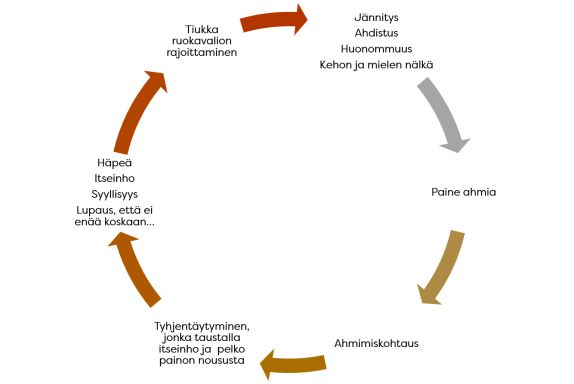 Tiukka
ruokavalion
rajoittaminen
Jännitys
Ahdistus
Huonommuus
Kehon ja mielen nälkä
Paine ahmia
Ahmimiskohtaus
Tyhjentäytyminen,
jonka taustalla
itseinho ja pelko
painon noususta
Häpeä
Itseinho
Syyllisyys
Lupaus, että ei
enää koskaan...